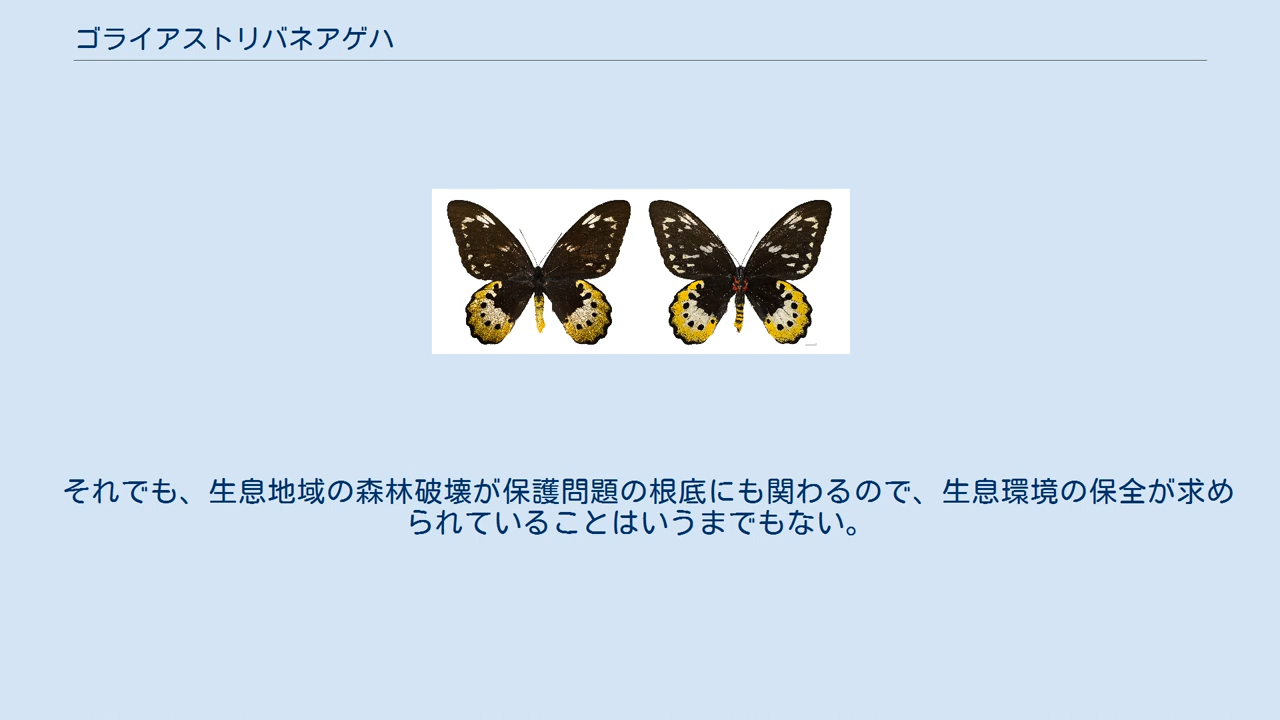 ゴライアストリバネアゲハ
それでも、生息地域の森林破壊が保護問題の根底にも関わるので、生息環境の保全が求め
られていることはいうまでもない。